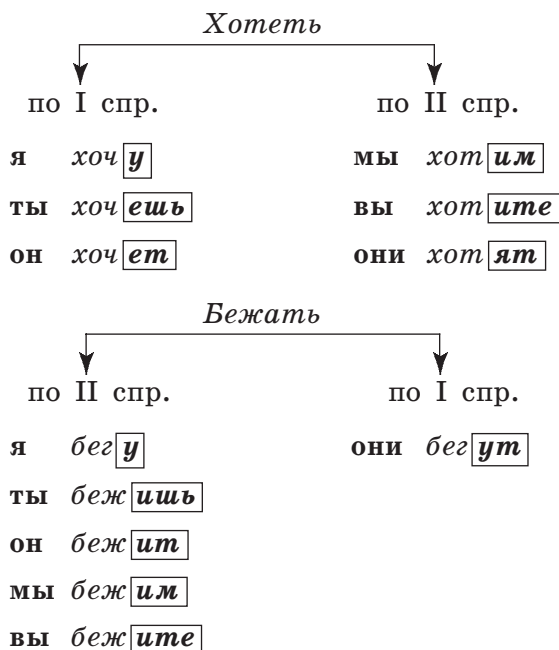 Хотеть
по I спр. по II спр.
я хочу мы хотим
ты хочешь вы хотите
он хочет они хотят
Бежать
по II спр. по I спр.
я бегу они бегут
ты бежишь
он бежит
мы бежим
вы бежите